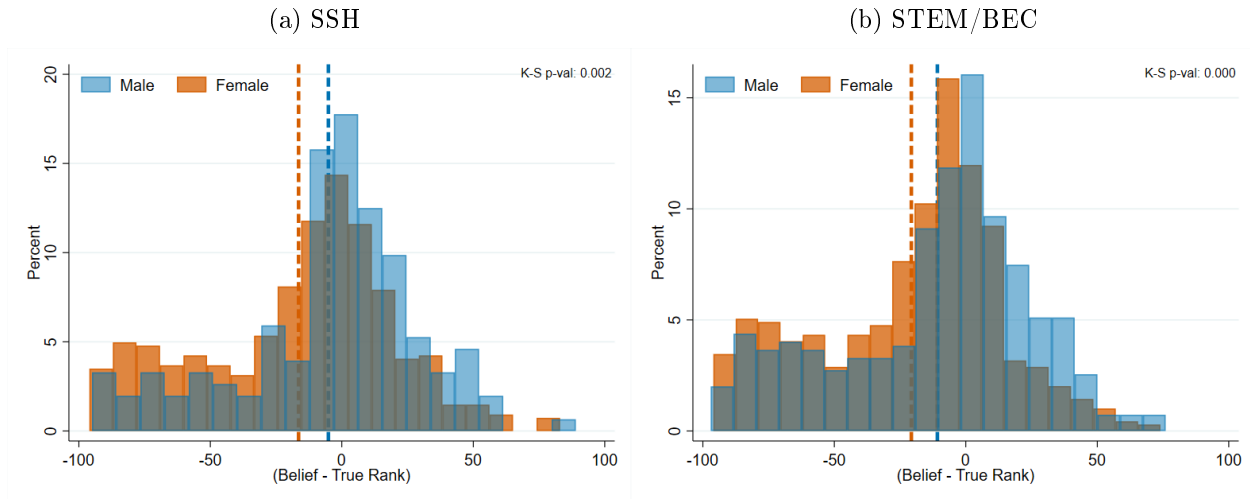 (a) SSH
K-S p-val: 0.002
Male Female
Percent
20
15
10
5
0
-100 -50 0 50 100
(Belief - True Rank)
(b) STEM/BEC
K-S p-val: 0.000
Male Female
Percent
15
10
5
0
-100 -50 0 50 100
(Belief - True Rank)